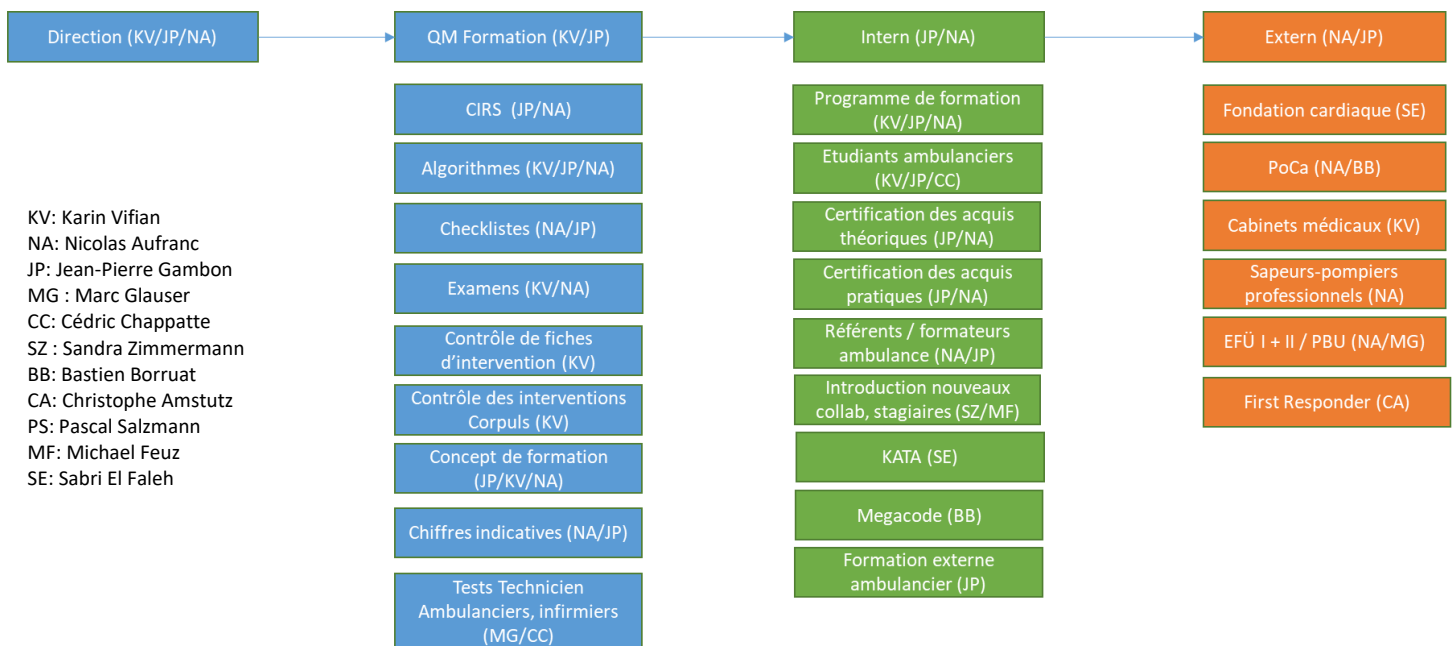 Direction (KV/JP/NA)
QM Formation (KV/JP)
Intern (JP/NA)
Extern (NA/JP)
KV: Karin Vifian
NA: Nicolas Aufranc
JP: Jean-Pierre Gambon
MG : Marc Glauser
CC: Cédric Chappatte
SZ : Sandra Zimmermann
BB: Bastien Borruat
CA: Christophe Amstutz
PS: Pascal Salzmann
MF: Michael Feuz
SE: Sabri El Faleh
CIRS (JP/NA)
Algorithmes (KV/JP/NA)
Checklistes (NA/JP)
Examens (KV/NA)
Contrôle de fiches
d'intervention (KV)
Contrôle des interventions
Corpuls (KV)
Concept de formation
(JP/KV/NA)
Chiffres indicatives (NA/JP)
Tests Technicien
Ambulanciers, infirmiers
(MG/CC)
Programme de formation
(KV/JP/NA)
Etudiants ambulanciers
(KV/JP/CC)
Certification des acquis
théoriques (JP/NA)
Certification des acquis
pratiques (JP/NA)
Référents / formateurs
ambulance (NA/JP)
Introduction nouveaux
collab, stagiaires (SZ/MF)
KATA (SE)
Megacode (BB)
Formation externe
ambulancier (JP)
Fondation cardiaque (SE)
PoCa (NA/BB)
Cabinets médicaux (KV)
Sapeurs-pompiers
professionnels (NA)
EFÜ I + II / PBU (NA/MG)
First Responder (CA)